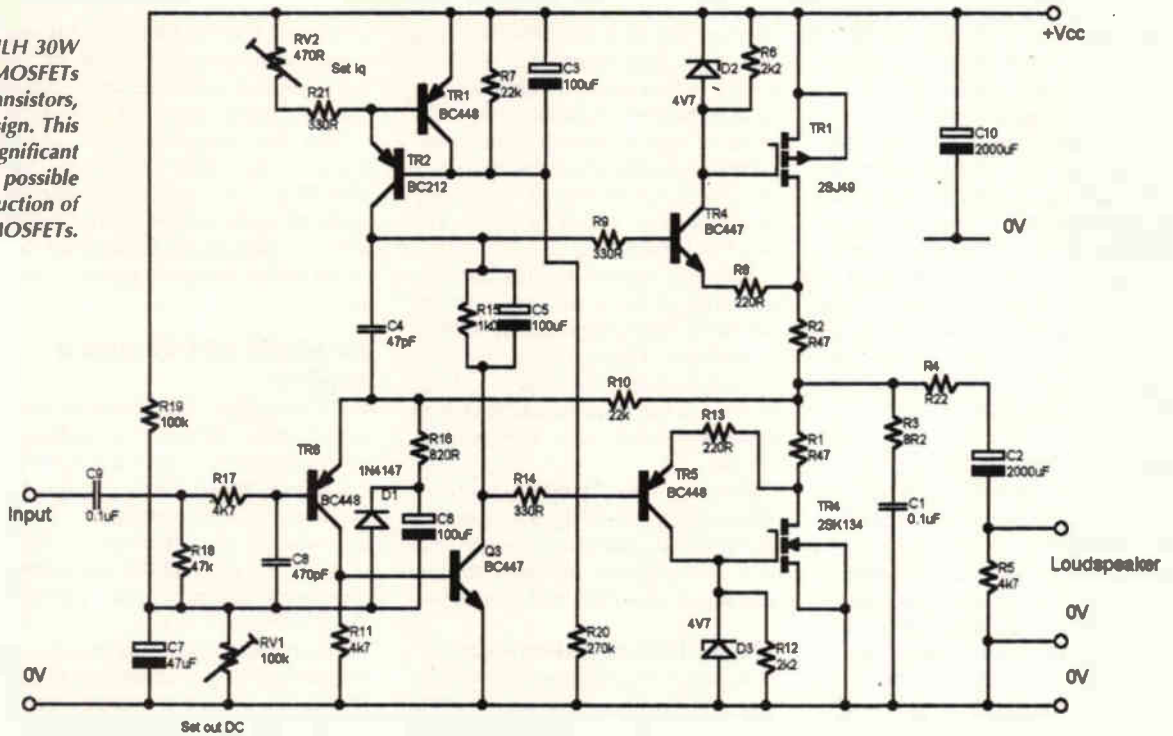 JLH 30W
MOSFETs
ansistors,
sign. This
gnificant
possible
uction of
MOSFETs.
+Vcc
RV2
470R
Set Iq
R21
330R
TR1
BC448
R7
22k
C3
100uF
D2
4V7
R6
2k2
TR1
2SJ49
C10
2000uF
0V
TR2
BC212
R9
330R
TR4
BC447
R8
220R
C4
47pF
R15
1k0
C5
100uF
R2
R47
R10
22k
R4
R22
R19
100k
R16
820R
R13
220R
R1
R47
R3
8R2
C2
2000uF
TR6
BC448
1N4147
D1
TR5
BC448
C9
0.1uF
Input
R17
4K7
R14
330R
TR4
2SK134
C1
0.1uF
Loudspeaker
C6
100uF
Q3
BC447
R18
47k
C8
470pF
R5
4k7
0V
C7
47uF
RV1
100k
R11
4k7
R20
270k
4V7
D3
R12
2k2
0V
0V
Set out DC